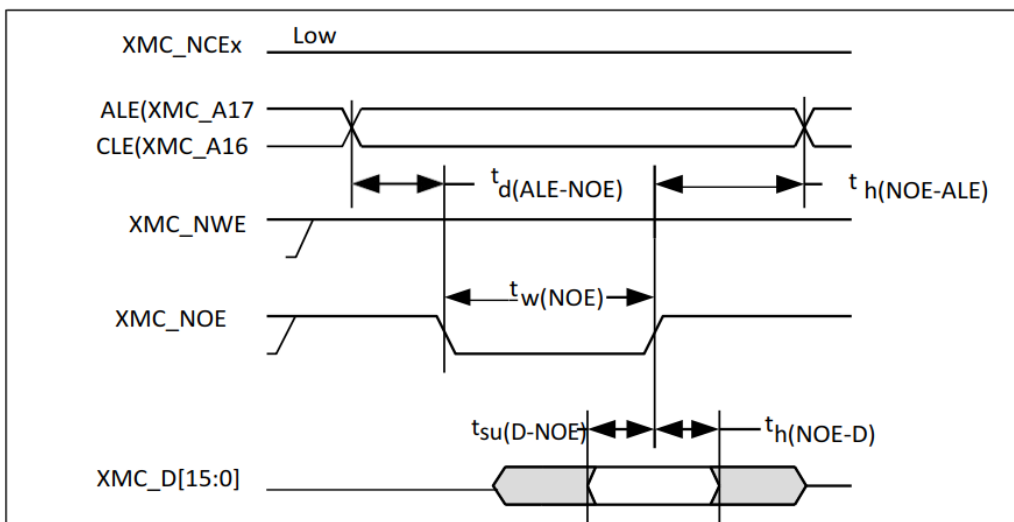 XMC_NCEx
Low
ALE(XMC_A17
CLE(XMC_A16
td(ALE-NOE)
th(NOE-ALE)
XMC_NWE
tw(NOE)
XMC_NOE
tsu(D-NOE)
th(NOE-D)
XMC_D[15:0]